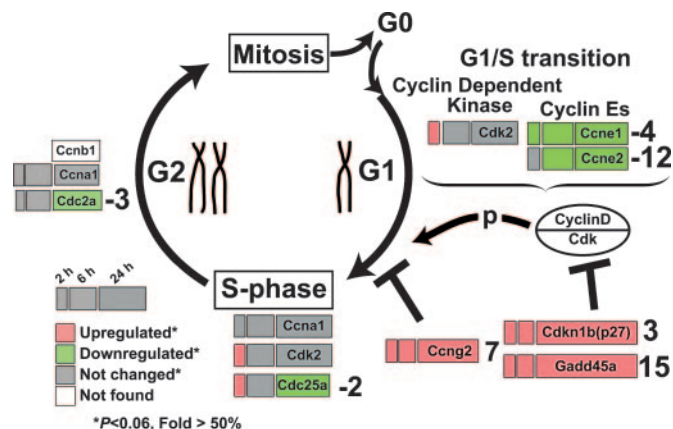 G0
Mitosis
G1/S transition
Cyclin Dependent
Kinase
Cyclin Es
Cdk2
Ccne1 -4
Ccne2 -12
Ccnb1
Ccna1
Cdc2a -3
G2
G1
p
CyclinD
Cdk
2 h 6 h 24 h
S-phase
Upregulated*
Downregulated*
Not changed*
Not found
Ccna1
Cdk2
Cdc25a -2
Ccng2 7
Cdkn1b(p27) 3
Gadd45a 15
*P<0.06, Fold > 50%